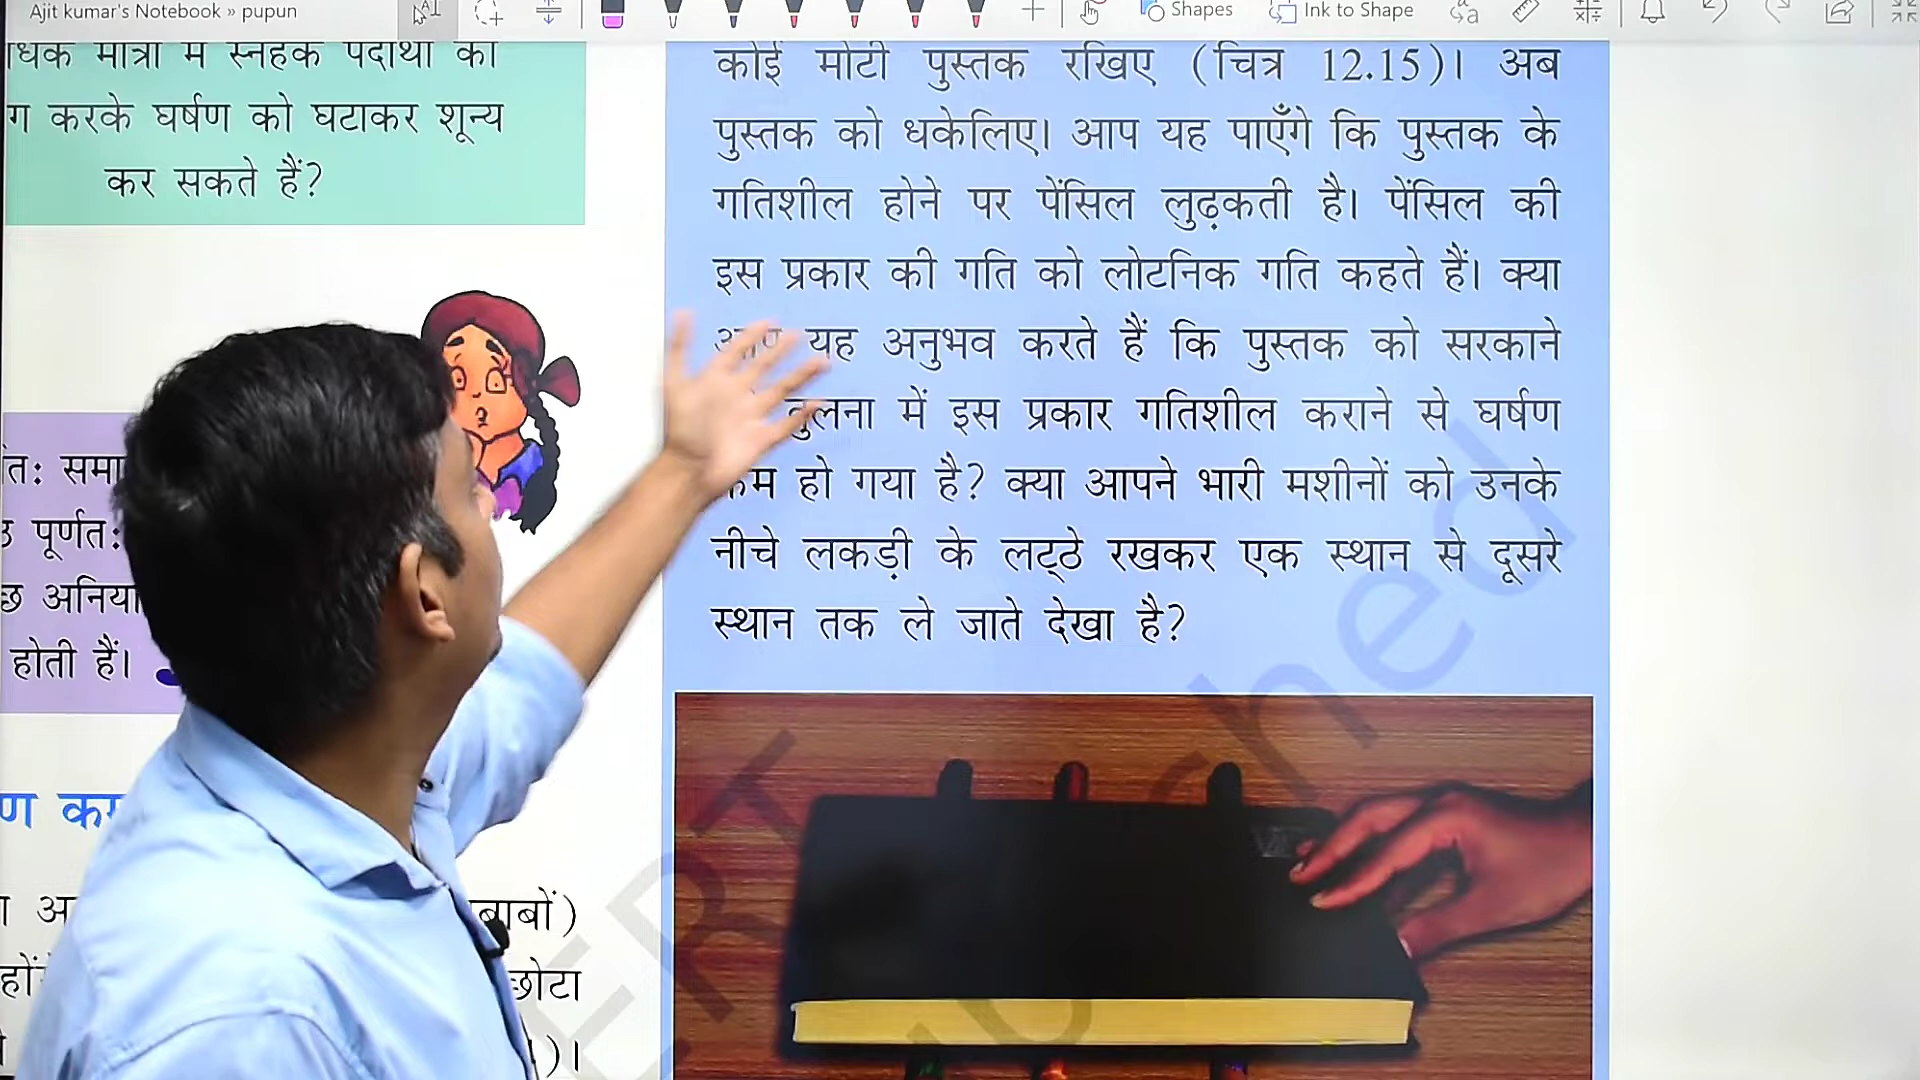 Ajit kumar's Notebook » pupun
Shapes
Ink to Shape
धिक मात्रा में स्नेहक पदार्थों का
ग करके घर्षण को घटाकर शून्य
कर सकते हैं?
तः समा
पूर्णतः
छ अनिया
होती हैं।
ण कम
अ
बाबों)
छोटा
)।
कोई मोटी पुस्तक रखिए (चित्र 12.15)। अब
पुस्तक को धकेलिए। आप यह पाएँगे कि पुस्तक के
गतिशील होने पर पेंसिल लुढ़कती है। पेंसिल की
इस प्रकार की गति को लोटनिक गति कहते हैं। क्या
आप यह अनुभव करते हैं कि पुस्तक को सरकाने
तुलना में इस प्रकार गतिशील कराने से घर्षण
कम हो गया है? क्या आपने भारी मशीनों को उनके
नीचे लकड़ी के लट्ठे रखकर एक स्थान से दूसरे
स्थान तक ले जाते देखा है?